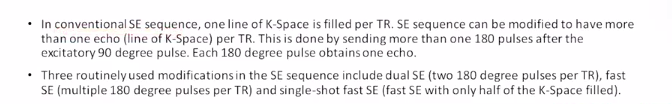 • In conventional SE sequence, one line of K-Space is filled per TR. SE sequence can be modified to have more
than one echo (line of K-Space) per TR. This is done by sending more than one 180 pulses after the
excitatory 90 degree pulse. Each 180 degree pulse obtains one echo.
• Three routinely used modifications in the SE sequence include dual SE (two 180 degree pulses per TR), fast
SE (multiple 180 degree pulses per TR) and single-shot fast SE (fast SE with only half of the K-Space filled).